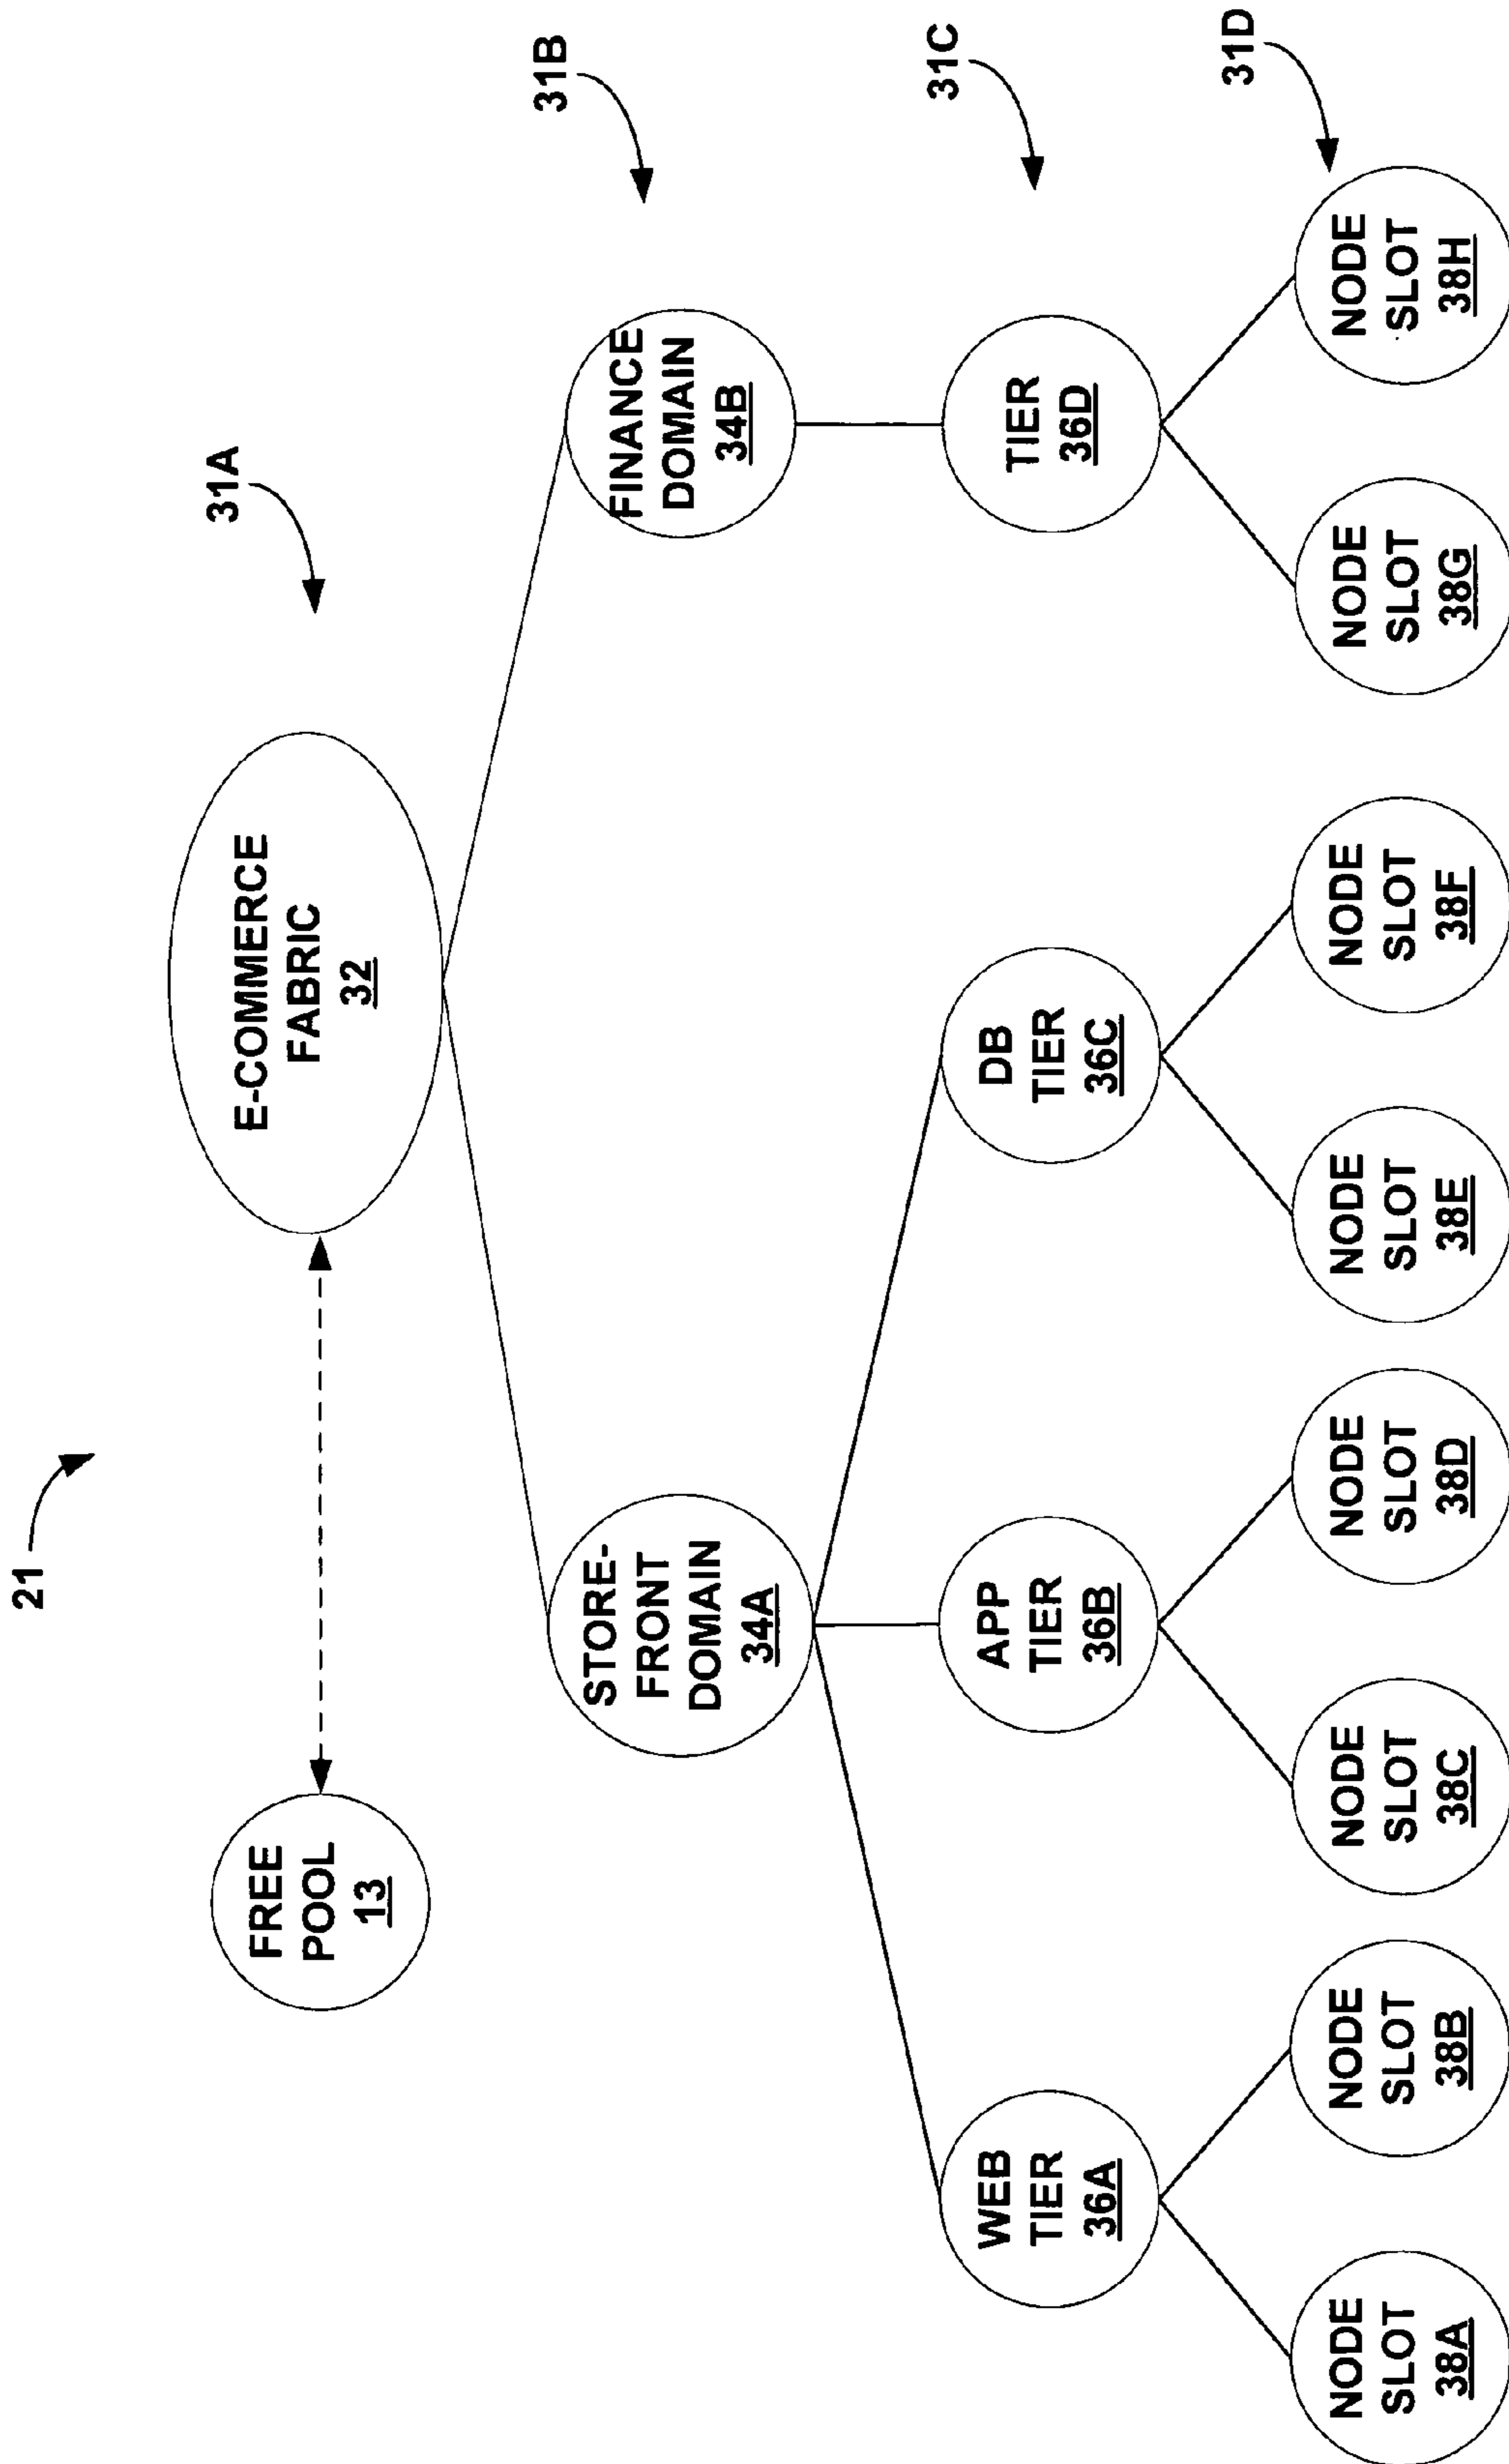 21
31A
FREE
POOL
13
E-COMMERCE
FABRIC
32
31B
STORE-
FRONT
DOMAIN
34A
FINANCE
DOMAIN
34B
31C
WEB
TIER
36A
APP
TIER
36B
DB
TIER
36C
TIER
36D
31D
NODE
SLOT
38A
NODE
SLOT
38B
NODE
SLOT
38C
NODE
SLOT
38D
NODE
SLOT
38E
NODE
SLOT
38F
NODE
SLOT
38G
NODE
SLOT
38H